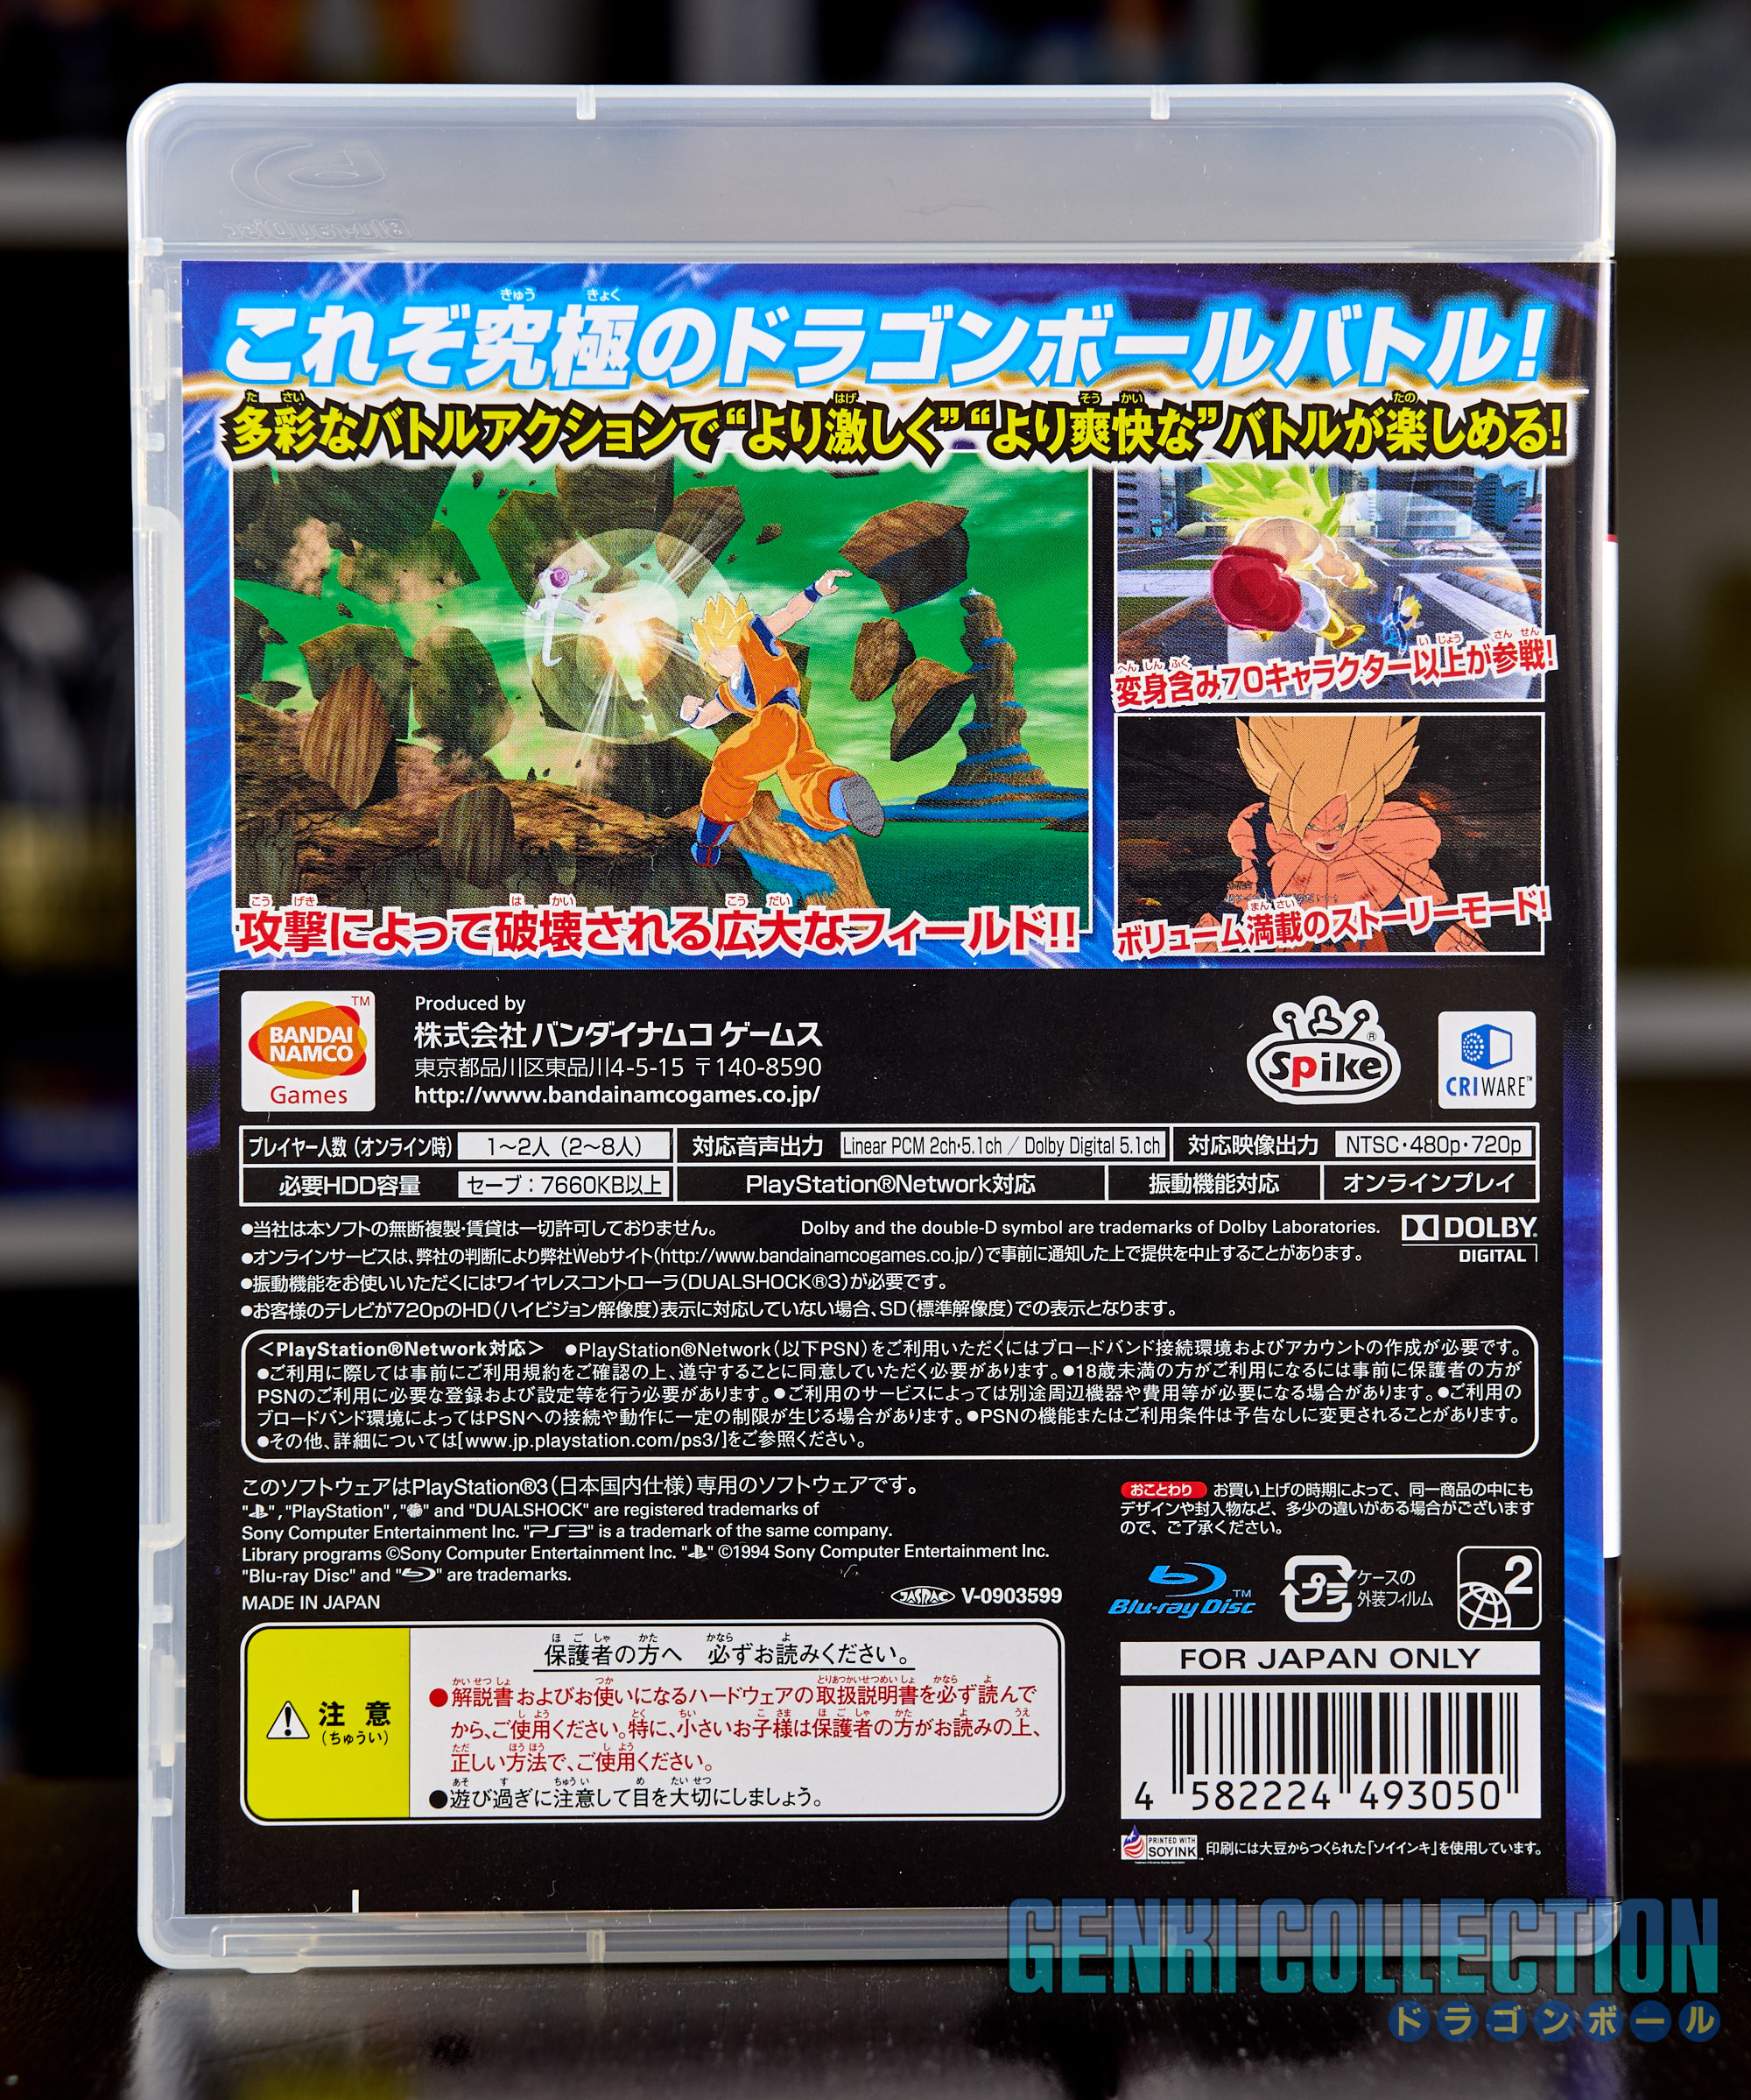 これぞ究極のドラゴンボールバトル!
多彩なバトルアクションで“より激しく”“より爽快な”バトルが楽しめる!
変身含み70キャラクター以上が参戦!
攻撃によって破壊される広大なフィールド!!
ボリューム満載のストーリーモード!
BANDAI NAMCO Games TM
Produced by
株式会社 バンダイナムコ ゲームス
東京都品川区東品川4-5-15 〒140-8590
http://www.bandainamcogames.co.jp/
Spike ®
CRIWARE™
プレイヤー人数(オンライン時) 1〜2人(2〜8人) 対応音声出力 Linear PCM 2ch・5.1ch / Dolby Digital 5.1ch 対応映像出力 NTSC・480p・720p
必要HDD容量 セーブ:7660KB以上 PlayStation®Network対応 振動機能対応 オンラインプレイ
●当社は本ソフトの無断複製・賃貸は一切許可しておりません。 Dolby and the double-D symbol are trademarks of Dolby Laboratories. DOLBY DIGITAL
●オンラインサービスは、弊社の判断により弊社Webサイト(http://www.bandainamcogames.co.jp/)で事前に通知した上で提供を中止することがあります。
●振動機能をお使いいただくにはワイヤレスコントローラ(DUALSHOCK®3)が必要です。
●お客様のテレビが720pのHD(ハイビジョン解像度)表示に対応していない場合、SD(標準解像度)での表示となります。
<PlayStation®Network対応> ●PlayStation®Network(以下PSN)をご利用いただくにはブロードバンド接続環境およびアカウントの作成が必要です。
●ご利用に際しては事前にご利用規約をご確認の上、遵守することに同意していただく必要があります。●18歳未満の方がご利用になるには事前に保護者の方が
PSNのご利用に必要な登録および設定等を行う必要があります。●ご利用のサービスによっては別途周辺機器や費用等が必要になる場合があります。●ご利用の
ブロードバンド環境によってはPSNへの接続や動作に一定の制限が生じる場合があります。●PSNの機能またはご利用条件は予告なしに変更されることがあります。
●その他、詳細については[www.jp.playstation.com/ps3/]をご参照ください。
このソフトウェアはPlayStation®3(日本国内仕様)専用のソフトウェアです。
"PS", "PlayStation", "" and "DUALSHOCK" are registered trademarks of
Sony Computer Entertainment Inc. "PS3" is a trademark of the same company.
Library programs ©Sony Computer Entertainment Inc. "PS" ©1994 Sony Computer Entertainment Inc.
"Blu-ray Disc" and "" are trademarks.
MADE IN JAPAN
JASRAC V-0903599
おことわり お買い上げの時期によって、同一商品の中にも
デザインや封入物など、多少の違いがある場合がございます
ので、ご了承ください。
Blu-ray Disc™
プラ ケースの
外装フィルム
2
注意
(ちゅうい)
保護者の方へ 必ずお読みください。
●解説書およびお使いになるハードウェアの取扱説明書を必ず読んで
から、ご使用ください。特に、小さいお子様は保護者の方がお読みの上、
正しい方法で、ご使用ください。
●遊び過ぎに注意して目を大切にしましょう。
FOR JAPAN ONLY
4 582224 493050
PRINTED WITH SOY INK 印刷には大豆からつくられた「ソイインキ」を使用しています。
GENKI COLLECTION
ドラゴンボール